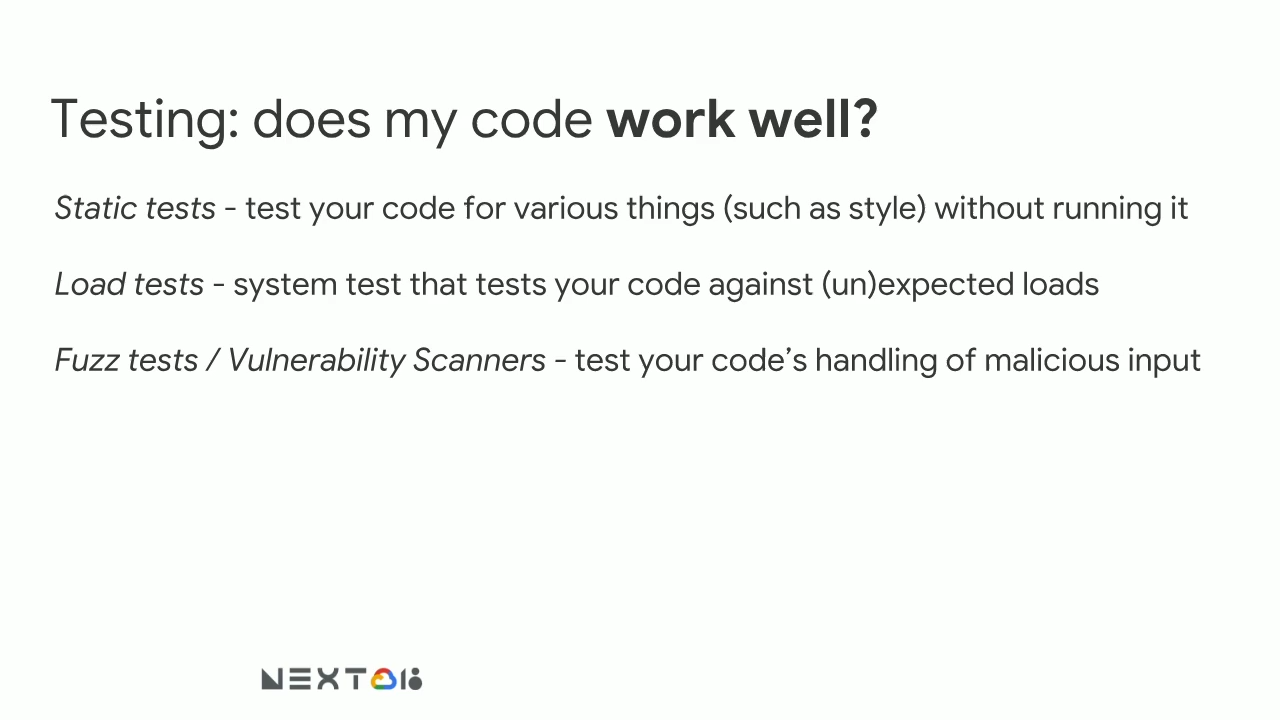 Testing: does my code work well?
Static tests - test your code for various things (such as style) without running it
Load tests - system test that tests your code against (un)expected loads
Fuzz tests / Vulnerability Scanners - test your code’s handling of malicious input
NEXT 18